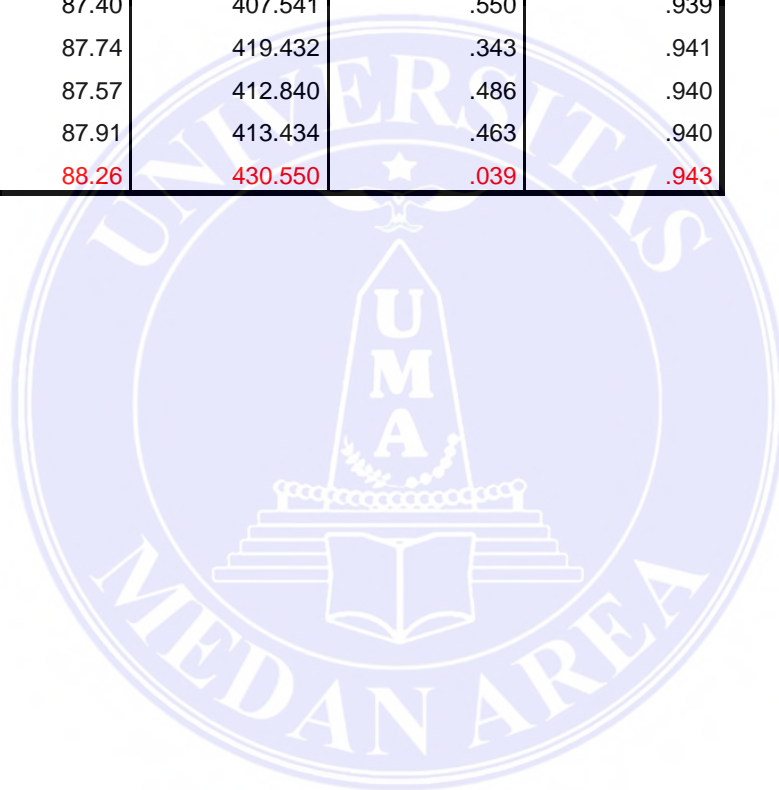 87.40 407.541 .550 .939
87.74 419.432 .343 .941
87.57 412.840 .486 .940
87.91 413.434 .463 .940
88.26 430.550 .039 .943
UNIVERSITAS
U
M
A
MEDAN AREA